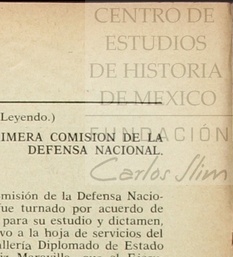 CENTRO DE
ESTUDIOS
DE HISTORIA
DE MEXICO
FUNDACIÓN
Carlos Slim
Leyendo.)
IMERA COMISION DE LA
DEFENSA NACIONAL.
misión de la Defensa Nacio-
ue turnado por acuerdo de
para su estudio y dictamen,
vo a la hoja de servicios del
allería Diplomado de Estado